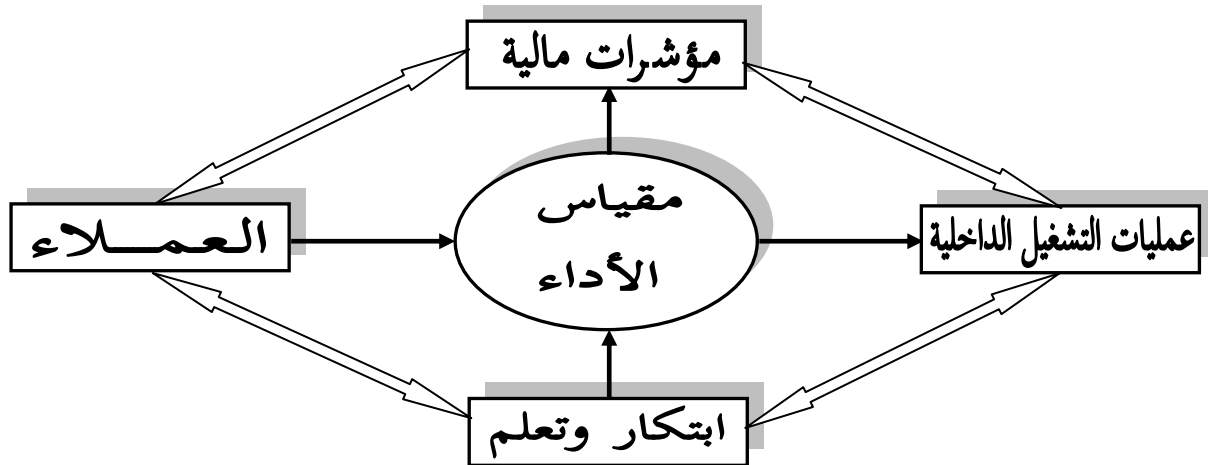 مؤشرات مالية
مقياس
الأداء
عمليات التشغيل الداخلية
العمـــلاء
ابتكار وتعلم